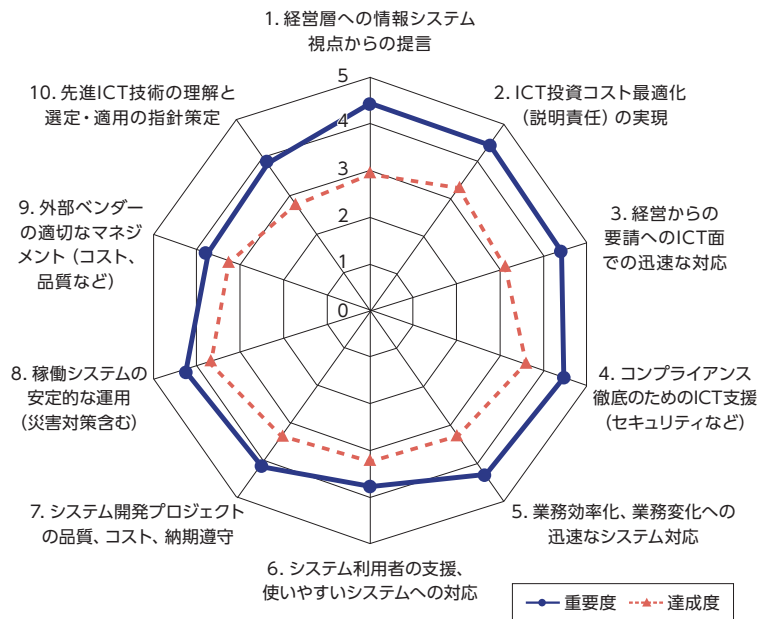 1. 経営層への情報システム
視点からの提言
2. ICT投資コスト最適化
（説明責任）の実現
3. 経営からの
要請へのICT面
での迅速な対応
4. コンプライアンス
徹底のためのICT支援
（セキュリティなど）
5. 業務効率化、業務変化への
迅速なシステム対応
6. システム利用者の支援、
使いやすいシステムへの対応
7. システム開発プロジェクト
の品質、コスト、納期遵守
8. 稼働システムの
安定的な運用
（災害対策含む）
9. 外部ベンダー
の適切なマネジ
メント（コスト、
品質など）
10. 先進ICT技術の理解と
選定・適用の指針策定
5
4
3
2
1
0
重要度 達成度